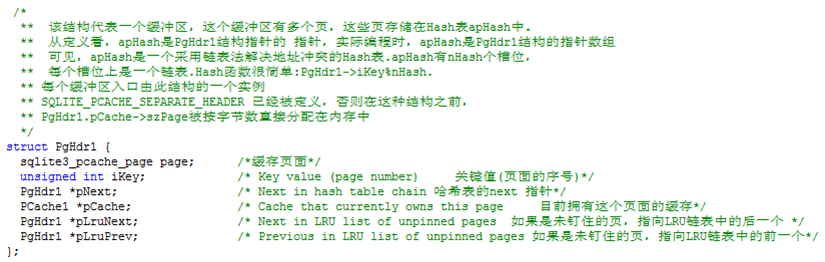 /*
** 该结构代表一个缓冲区，这个缓冲区有多个页，这些页存储在Hash表apHash中。
** 从定义看，apHash是PgHdr1结构指针的 指针，实际编程时，apHash是PgHdr1结构的指针数组
** 可见，apHash是一个采用链表法解决地址冲突的Hash表.apHash有nHash个槽位，
** 每个槽位上是一个链表.Hash函数很简单:PgHdr1->iKey%nHash.
** 每个缓冲区入口由此结构的一个实例
** SQLITE_PCACHE_SEPARATE_HEADER 已经被定义，否则在这种结构之前，
** PgHdr1.pCache->szPage被按字节数直接分配在内存中
*/
struct PgHdr1 {
sqlite3_pcache_page page; /*缓存页面*/
unsigned int iKey; /* Key value (page number) 关键值(页面的序号)*/
PgHdr1 *pNext; /* Next in hash table chain 哈希表的next 指针*/
PCache1 *pCache; /* Cache that currently owns this page 目前拥有这个页面的缓存*/
PgHdr1 *pLruNext; /* Next in LRU list of unpinned pages 如果是未钉住的页，指向LRU链表中的后一个 */
PgHdr1 *pLruPrev; /* Previous in LRU list of unpinned pages 如果是未钉住的页，指向LRU链表中的前一个*/
};